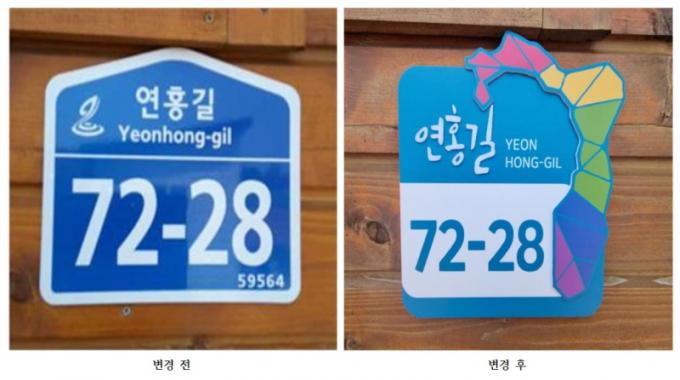 연홍길
Yeonhong-gil
72-28
59564
연홍길
YEON
HONG-GIL
72-28
변경 전
변경 후